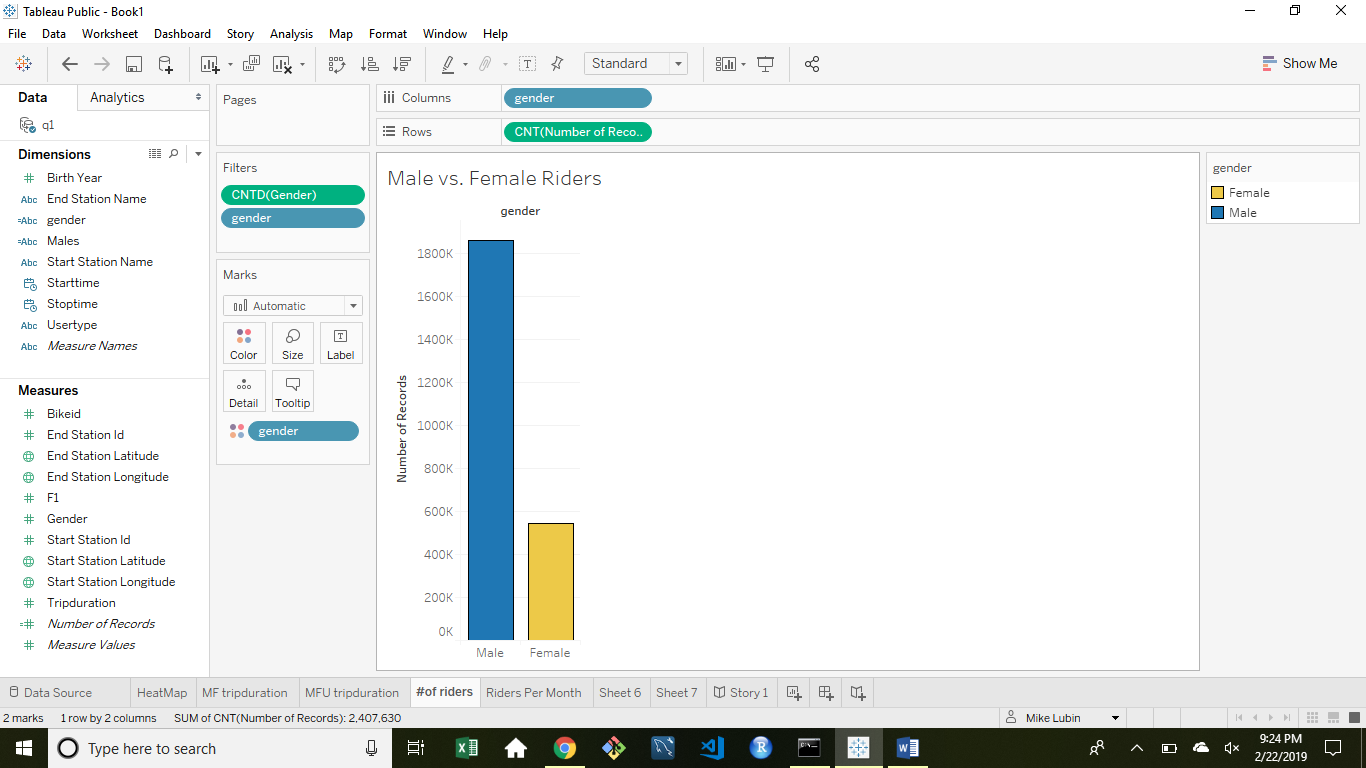 Tableau Public - Book1
File Data Worksheet Dashboard Story Analysis Map Format Window Help
Standard
Show Me
Data Analytics
q1
Dimensions
Abc
Birth Year
Abc End Station Name
=Abc gender
=Abc Males
Abc Start Station Name
Starttime
Stoptime
Abc Usertype
Abc Measure Names
Measures
Bikeid
End Station Id
End Station Latitude
End Station Longitude
F1
Gender
Start Station Id
Start Station Latitude
Start Station Longitude
Tripduration
Number of Records
Measure Values
Pages
Filters
CNTD(Gender)
gender
Marks
Automatic
Color Size Label
Detail Tooltip
gender
Columns gender
Rows CNT(Number of Reco..
Male vs. Female Riders
gender
Number of Records
1800K
1600K
1400K
1200K
1000K
800K
600K
400K
200K
0K
Male Female
gender
Female
Male
Data Source HeatMap MF tripduration MFU tripduration #of riders Riders Per Month Sheet 6 Sheet 7 Story 1
2 marks 1 row by 2 columns SUM of CNT(Number of Records): 2,407,630
Mike Lubin
Type here to search
9:24 PM
2/22/2019